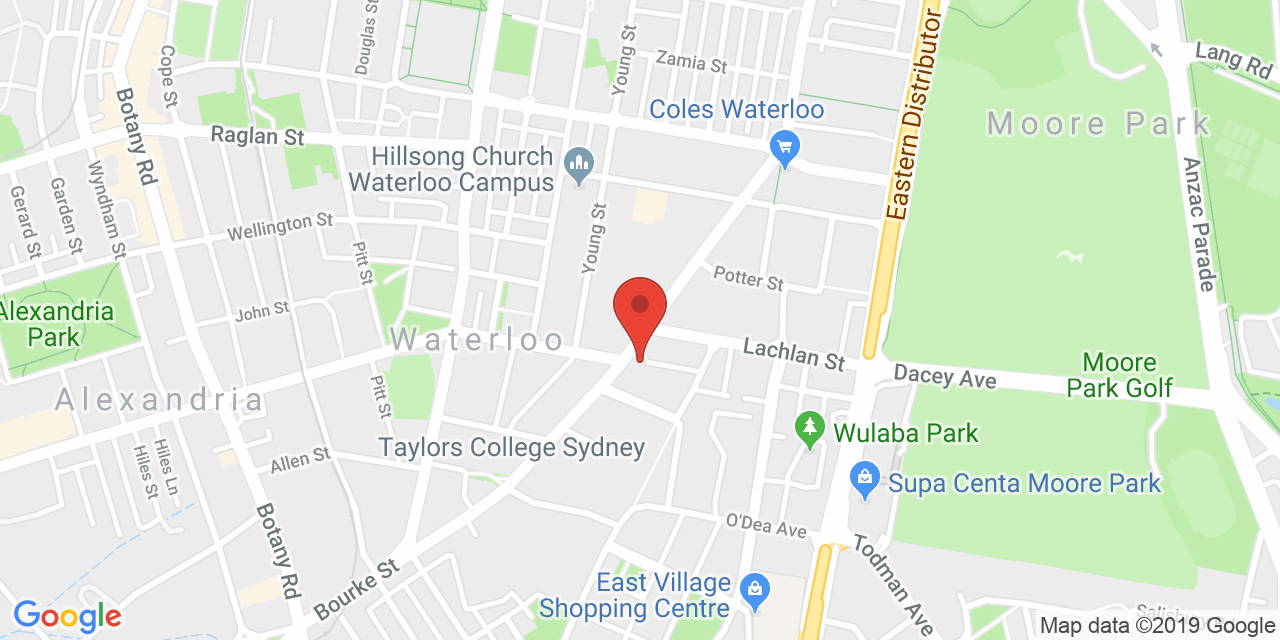 Douglas St
Cope St
Young St
Zamia St
Lang Rd
Botany Rd
Raglan St
Coles Waterloo
Eastern Distributor
Moore Park
Hillsong Church
Waterloo Campus
Anzac Parade
Gerard St
Garden St
Wyndham St
Wellington St
Pitt St
Young St
Potter St
Alexandria
Park
John St
Waterloo
Lachlan St
Dacey Ave
Moore
Park Golf
Alexandria
Pitt St
Taylors College Sydney
Wulaba Park
Hiles St
Hiles Ln
Allen St
Supa Centa Moore Park
Botany Rd
O'Dea Ave
Todman Ave
Bourke St
East Village
Shopping Centre
Google
Map data ©2019 Google